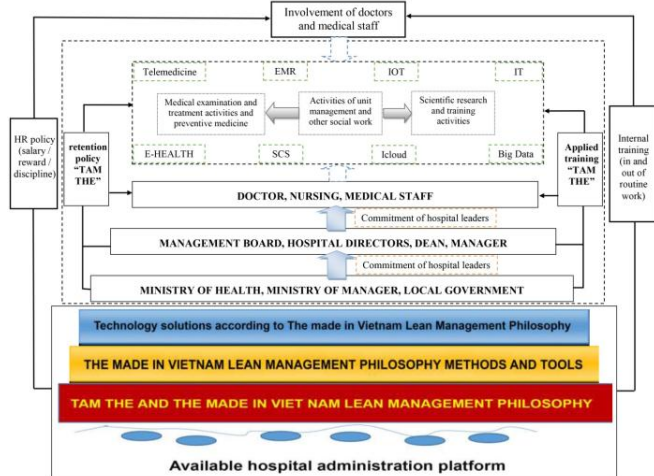 Involvement of doctors
and medical staff
Telemedicine
EMR
IOT
IT
Medical examination and
treatment activities and
preventive medicine
Activities of unit
management and
other social work
Scientific research
and training
activities
E-HEALTH
SCS
Icloud
Big Data
HR policy
(salary /
reward /
discipline)
retention
policy
“TAM
THE”
Applied
training
“TAM
THE”
Internal
training
(in and
out of
routine
work)
DOCTOR, NURSING, MEDICAL STAFF
Commitment of hospital leaders
MANAGEMENT BOARD, HOSPITAL DIRECTORS, DEAN, MANAGER
Commitment of hospital leaders
MINISTRY OF HEALTH, MINISTRY OF MANAGER, LOCAL GOVERNMENT
Technology solutions according to The made in Vietnam Lean Management Philosophy
THE MADE IN VIETNAM LEAN MANAGEMENT PHILOSOPHY METHODS AND TOOLS
TAM THE AND THE MADE IN VIET NAM LEAN MANAGEMENT PHILOSOPHY
Available hospital administration platform